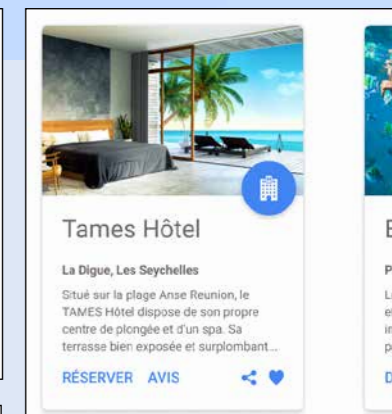 Tames Hôtel
La Digue, Les Seychelles
Situé sur la plage Anse Reunion, le
TAMES Hôtel dispose de son propre
centre de plongée et d'un spa. Sa
terrasse bien exposée et surplombant...
RÉSERVER AVIS